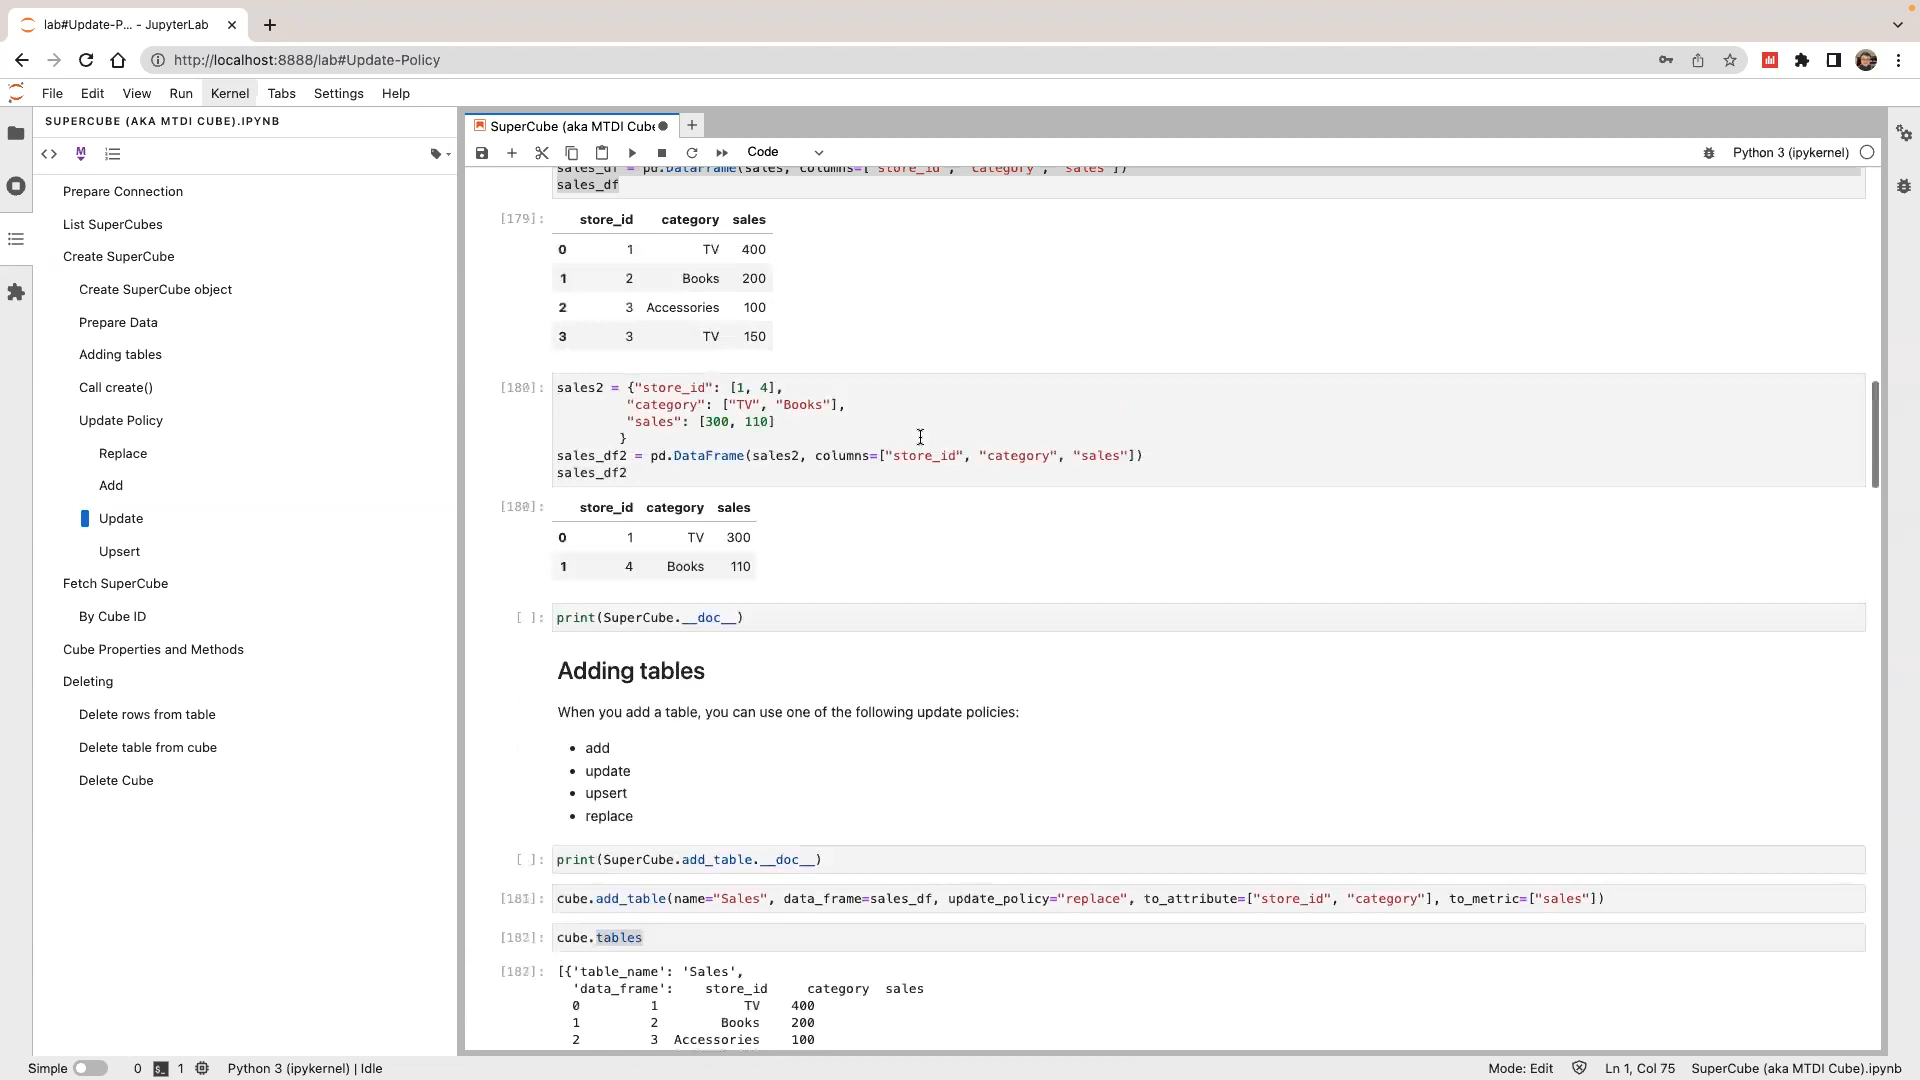 lab#Update-P... - JupyterLab
http://localhost:8888/lab#Update-Policy
File Edit View Run Kernel Tabs Settings Help
SUPERCUBE (AKA MTDI CUBE).IPYNB
Prepare Connection
List SuperCubes
Create SuperCube
Create SuperCube object
Prepare Data
Adding tables
Call create()
Update Policy
Replace
Add
Update
Upsert
Fetch SuperCube
By Cube ID
Cube Properties and Methods
Deleting
Delete rows from table
Delete table from cube
Delete Cube
SuperCube (aka MTDI Cube
Code
Python 3 (ipykernel)
sales_df = pd.DataFrame(sales, columns=["store_id", "category", "sales"])
sales_df
[179]: store_id category sales
0 1 TV 400
1 2 Books 200
2 3 Accessories 100
3 3 TV 150
[180]: sales2 = {"store_id": [1, 4],
"category": ["TV", "Books"],
"sales": [300, 110]
}
sales_df2 = pd.DataFrame(sales2, columns=["store_id", "category", "sales"])
sales_df2
[180]: store_id category sales
0 1 TV 300
1 4 Books 110
[ ]: print(SuperCube.__doc__)
Adding tables
When you add a table, you can use one of the following update policies:
• add
• update
• upsert
• replace
[ ]: print(SuperCube.add_table.__doc__)
cube.add_table(name="Sales", data_frame=sales_df, update_policy="replace", to_attribute=["store_id", "category"], to_metric=["sales"])
cube.tables
[{'table_name': 'Sales',
'data_frame': store_id category sales
0 1 TV 400
1 2 Books 200
2 3 Accessories 100
Simple 0 1 Python 3 (ipykernel) | Idle Mode: Edit Ln 1, Col 75 SuperCube (aka MTDI Cube).ipynb